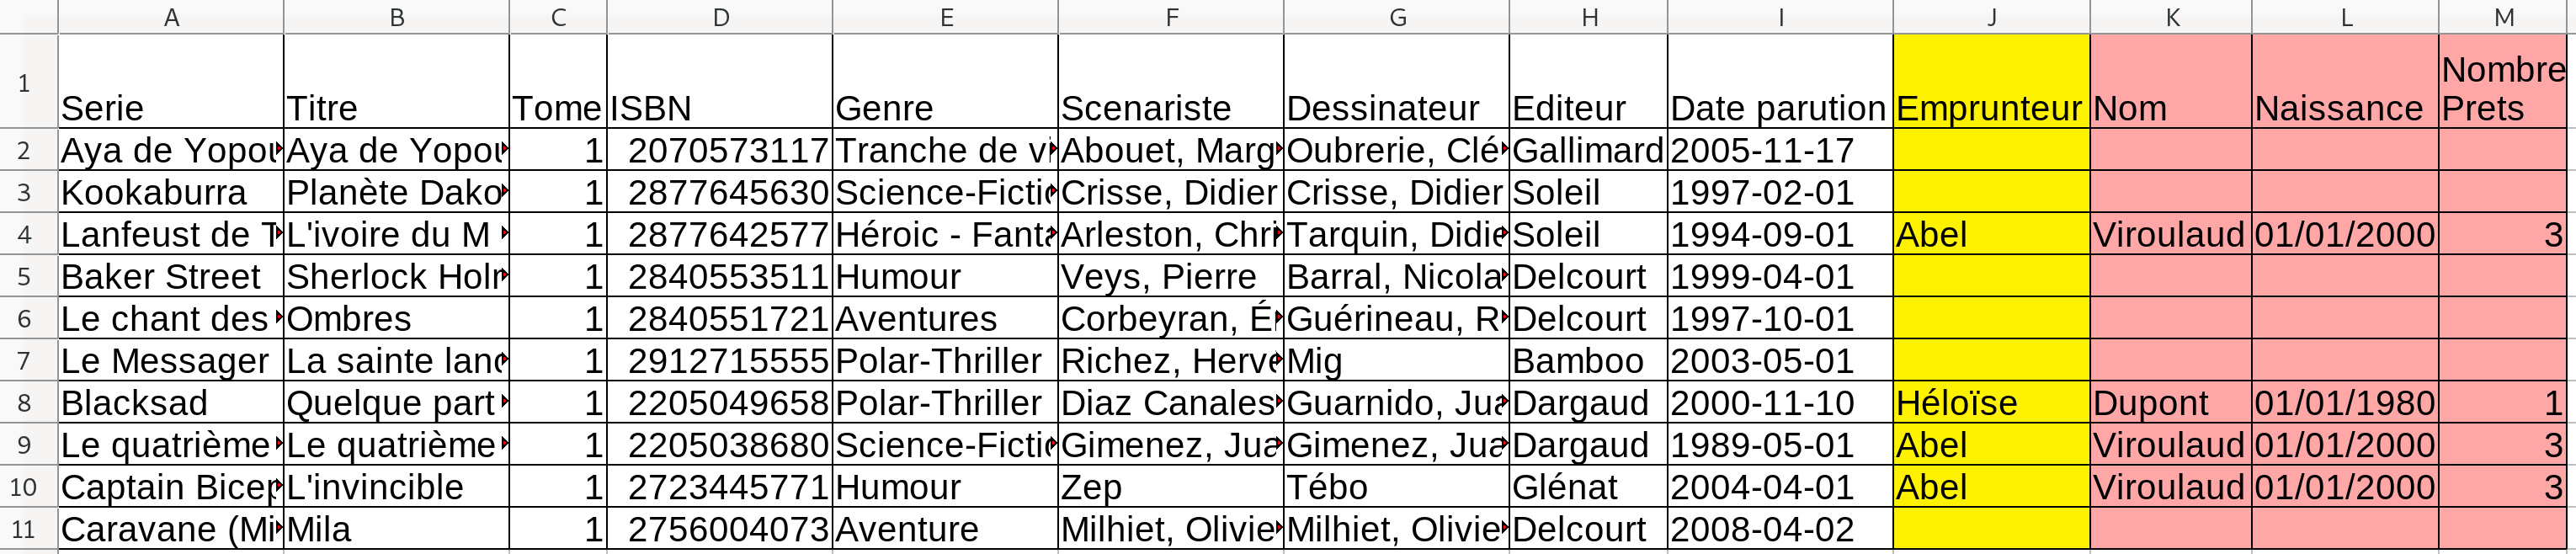 A B C D E F G H I J K L M
1 Serie Titre Tome ISBN Genre Scenariste Dessinateur Editeur Date parution Emprunteur Nom Naissance Nombre Prets
2 Aya de Yopou Aya de Yopou 1 2070573117 Tranche de vi Abouet, Marg Oubrerie, Clé Gallimard 2005-11-17
3 Kookaburra Planète Dako 1 2877645630 Science-Fictio Crisse, Didier Crisse, Didier Soleil 1997-02-01
4 Lanfeust de T L'ivoire du M 1 2877642577 Héroic - Fanta Arleston, Chri Tarquin, Didie Soleil 1994-09-01 Abel Viroulaud 01/01/2000 3
5 Baker Street Sherlock Holm 1 2840553511 Humour Veys, Pierre Barral, Nicola Delcourt 1999-04-01
6 Le chant des Ombres 1 2840551721 Aventures Corbeyran, É Guérineau, R Delcourt 1997-10-01
7 Le Messager La sainte lanc 1 2912715555 Polar-Thriller Richez, Herve Mig Bamboo 2003-05-01
8 Blacksad Quelque part 1 2205049658 Polar-Thriller Diaz Canales Guarnido, Jua Dargaud 2000-11-10 Héloïse Dupont 01/01/1980 1
9 Le quatrième Le quatrième 1 2205038680 Science-Fictio Gimenez, Jua Gimenez, Jua Dargaud 1989-05-01 Abel Viroulaud 01/01/2000 3
10 Captain Bicep L'invincible 1 2723445771 Humour Zep Tébo Glénat 2004-04-01 Abel Viroulaud 01/01/2000 3
11 Caravane (Mi Mila 1 2756004073 Aventure Milhiet, Olivie Milhiet, Olivie Delcourt 2008-04-02